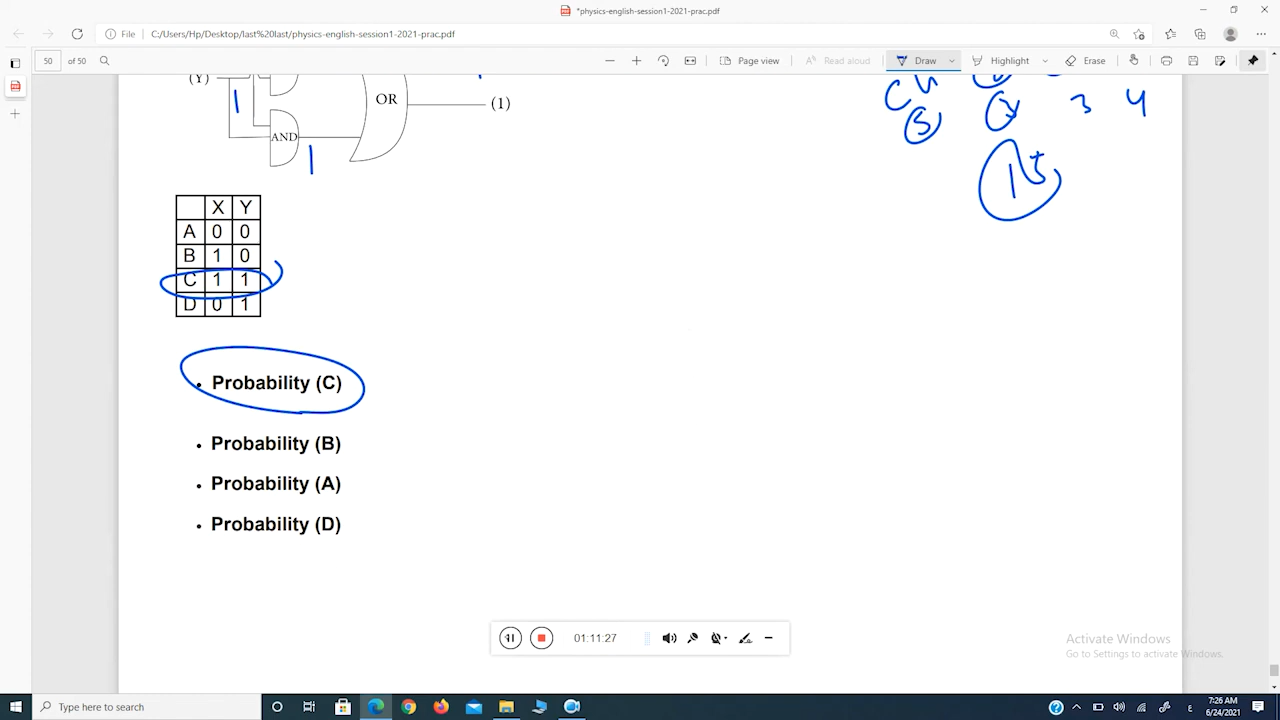 *physics-english-session1-2021-prac.pdf
File C:/Users/Hp/Desktop/last%20last/physics-english-session1-2021-prac.pdf
50 of 50 Page view Read aloud Draw Highlight Erase
(Y)
1
OR
(1)
AND
1
3 4
15
X Y
A 0 0
B 1 0
C 1 1
D 0 1
• Probability (C)
• Probability (B)
• Probability (A)
• Probability (D)
01:11:27
Activate Windows
Go to Settings to activate Windows.
Type here to search
7:26 AM
6/24/2021